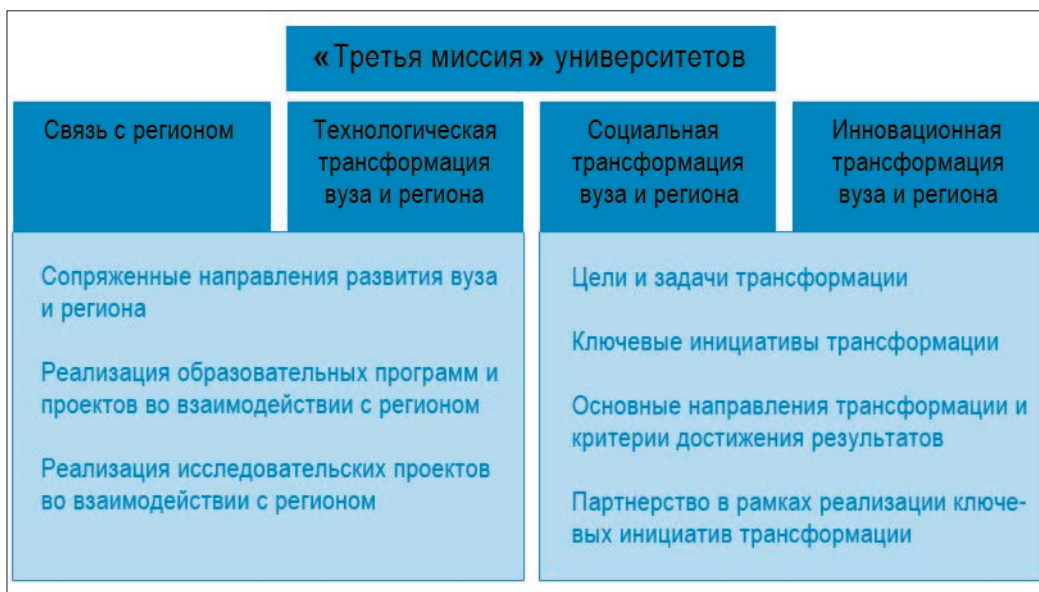 «Третья миссия» университетов
Связь с регионом
Технологическая
трансформация
вуза и региона
Социальная
трансформация
вуза и региона
Инновационная
трансформация
вуза и региона
Сопряженные направления развития вуза
и региона
Реализация образовательных программ и
проектов во взаимодействии с регионом
Реализация исследовательских проектов
во взаимодействии с регионом
Цели и задачи трансформации
Ключевые инициативы трансформации
Основные направления трансформации и
критерии достижения результатов
Партнерство в рамках реализации ключе-
вых инициатив трансформации